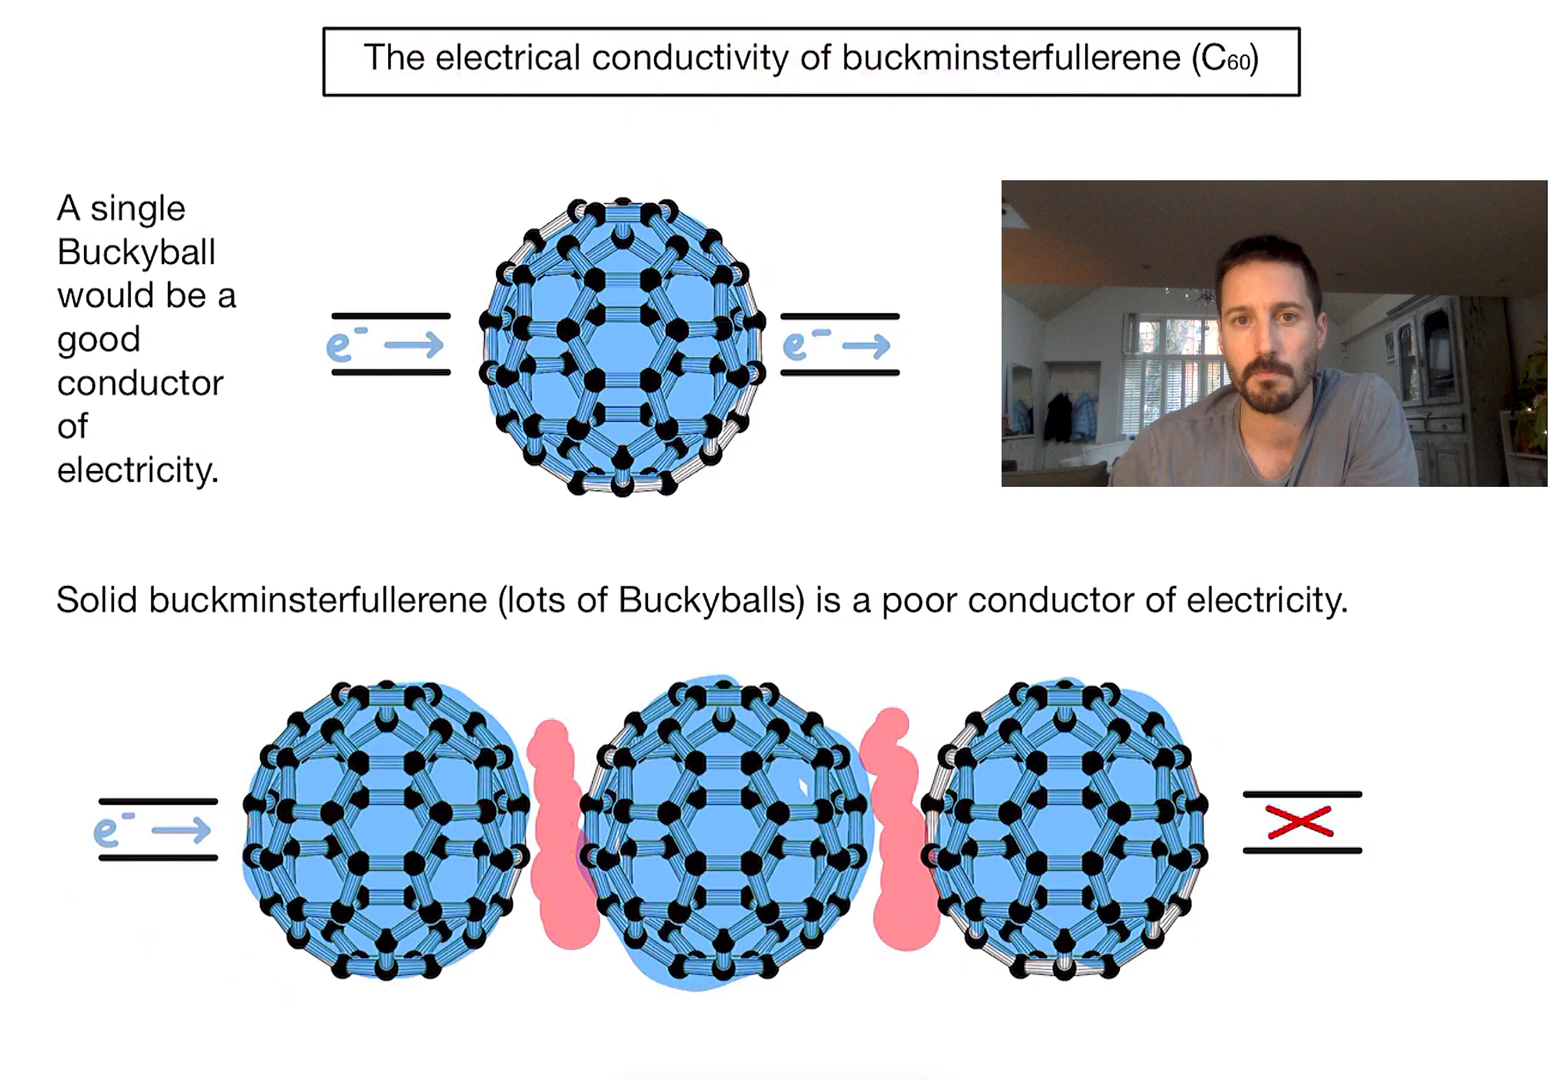 The electrical conductivity of buckminsterfullerene (C₆₀)
A single
Buckyball
would be a
good
conductor
of
electricity.
e⁻ → e⁻ →
Solid buckminsterfullerene (lots of Buckyballs) is a poor conductor of electricity.
e⁻ →